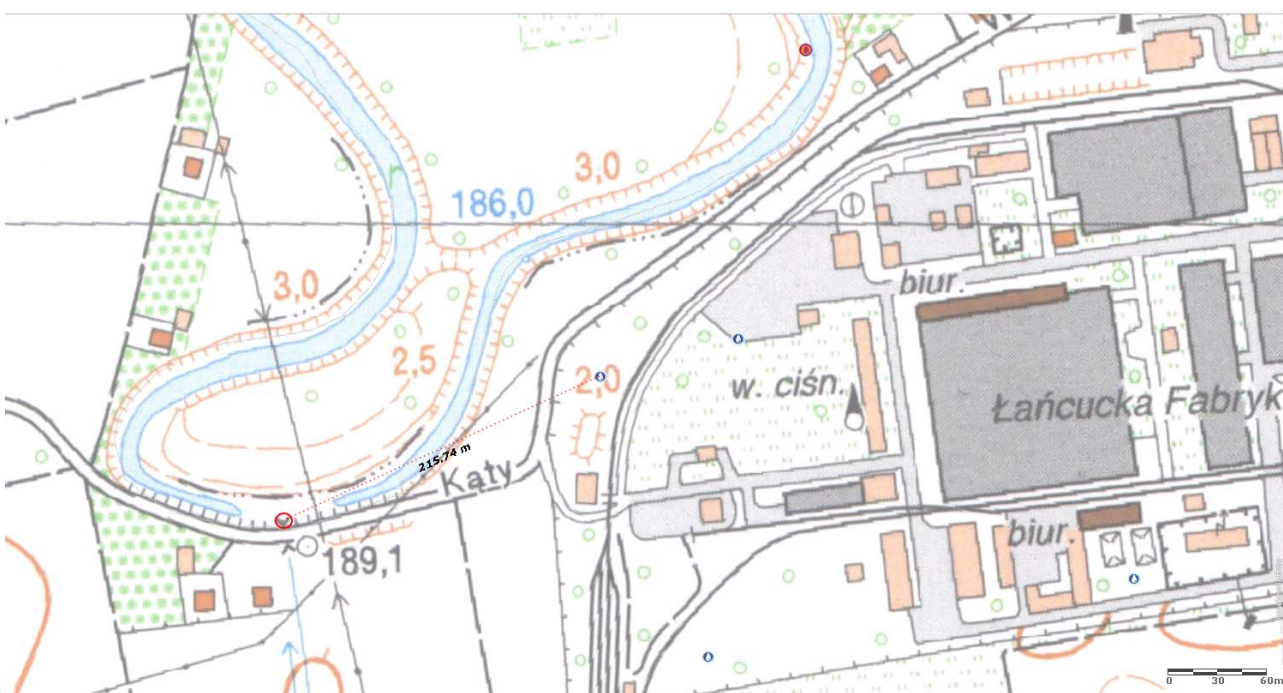 3,0
186,0
3,0
biur.
2,5
2,0
w. ciśn.
Łańcucka Fabryk
215.74 m
Kąty
biur.
189,1
0 30 60m